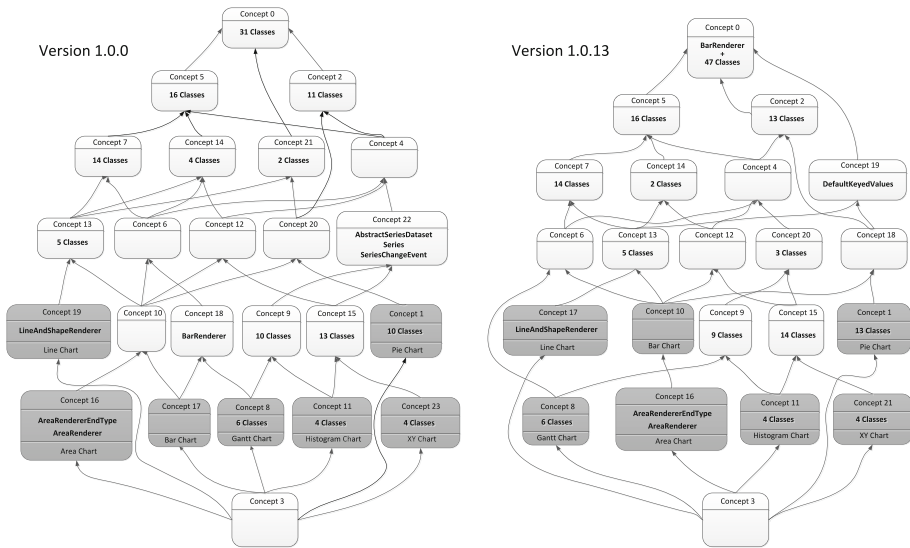 Version 1.0.0
Concept 0
31 Classes
Concept 5
16 Classes
Concept 2
11 Classes
Concept 7
14 Classes
Concept 14
4 Classes
Concept 21
2 Classes
Concept 4
Concept 13
5 Classes
Concept 6
Concept 12
Concept 20
Concept 22
AbstractSeriesDataset
Series
SeriesChangeEvent
Concept 19
LineAndShapeRenderer
Line Chart
Concept 10
Concept 18
BarRenderer
Concept 9
10 Classes
Concept 15
13 Classes
Concept 1
10 Classes
Pie Chart
Concept 16
AreaRendererEndType
AreaRenderer
Area Chart
Concept 17
Bar Chart
Concept 8
6 Classes
Gantt Chart
Concept 11
4 Classes
Histogram Chart
Concept 23
4 Classes
XY Chart
Concept 3
Version 1.0.13
Concept 0
BarRenderer
+
47 Classes
Concept 5
16 Classes
Concept 2
13 Classes
Concept 7
14 Classes
Concept 14
2 Classes
Concept 4
Concept 19
DefaultKeyedValues
Concept 6
Concept 13
5 Classes
Concept 12
Concept 20
3 Classes
Concept 18
Concept 17
LineAndShapeRenderer
Line Chart
Concept 10
Bar Chart
Concept 9
9 Classes
Concept 15
14 Classes
Concept 1
13 Classes
Pie Chart
Concept 8
6 Classes
Gantt Chart
Concept 16
AreaRendererEndType
AreaRenderer
Area Chart
Concept 11
4 Classes
Histogram Chart
Concept 21
4 Classes
XY Chart
Concept 3